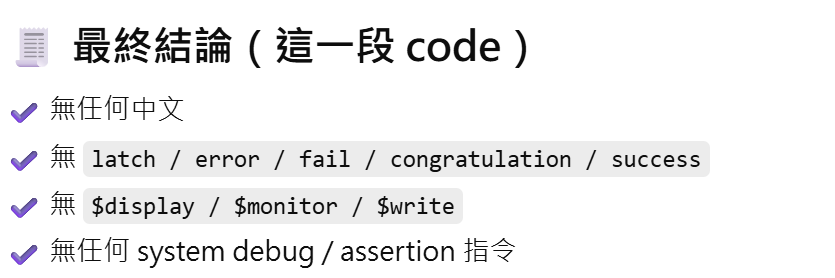 最終結論（這一段 code）
無任何中文
無 latch / error / fail / congratulation / success
無 $display / $monitor / $write
無任何 system debug / assertion 指令